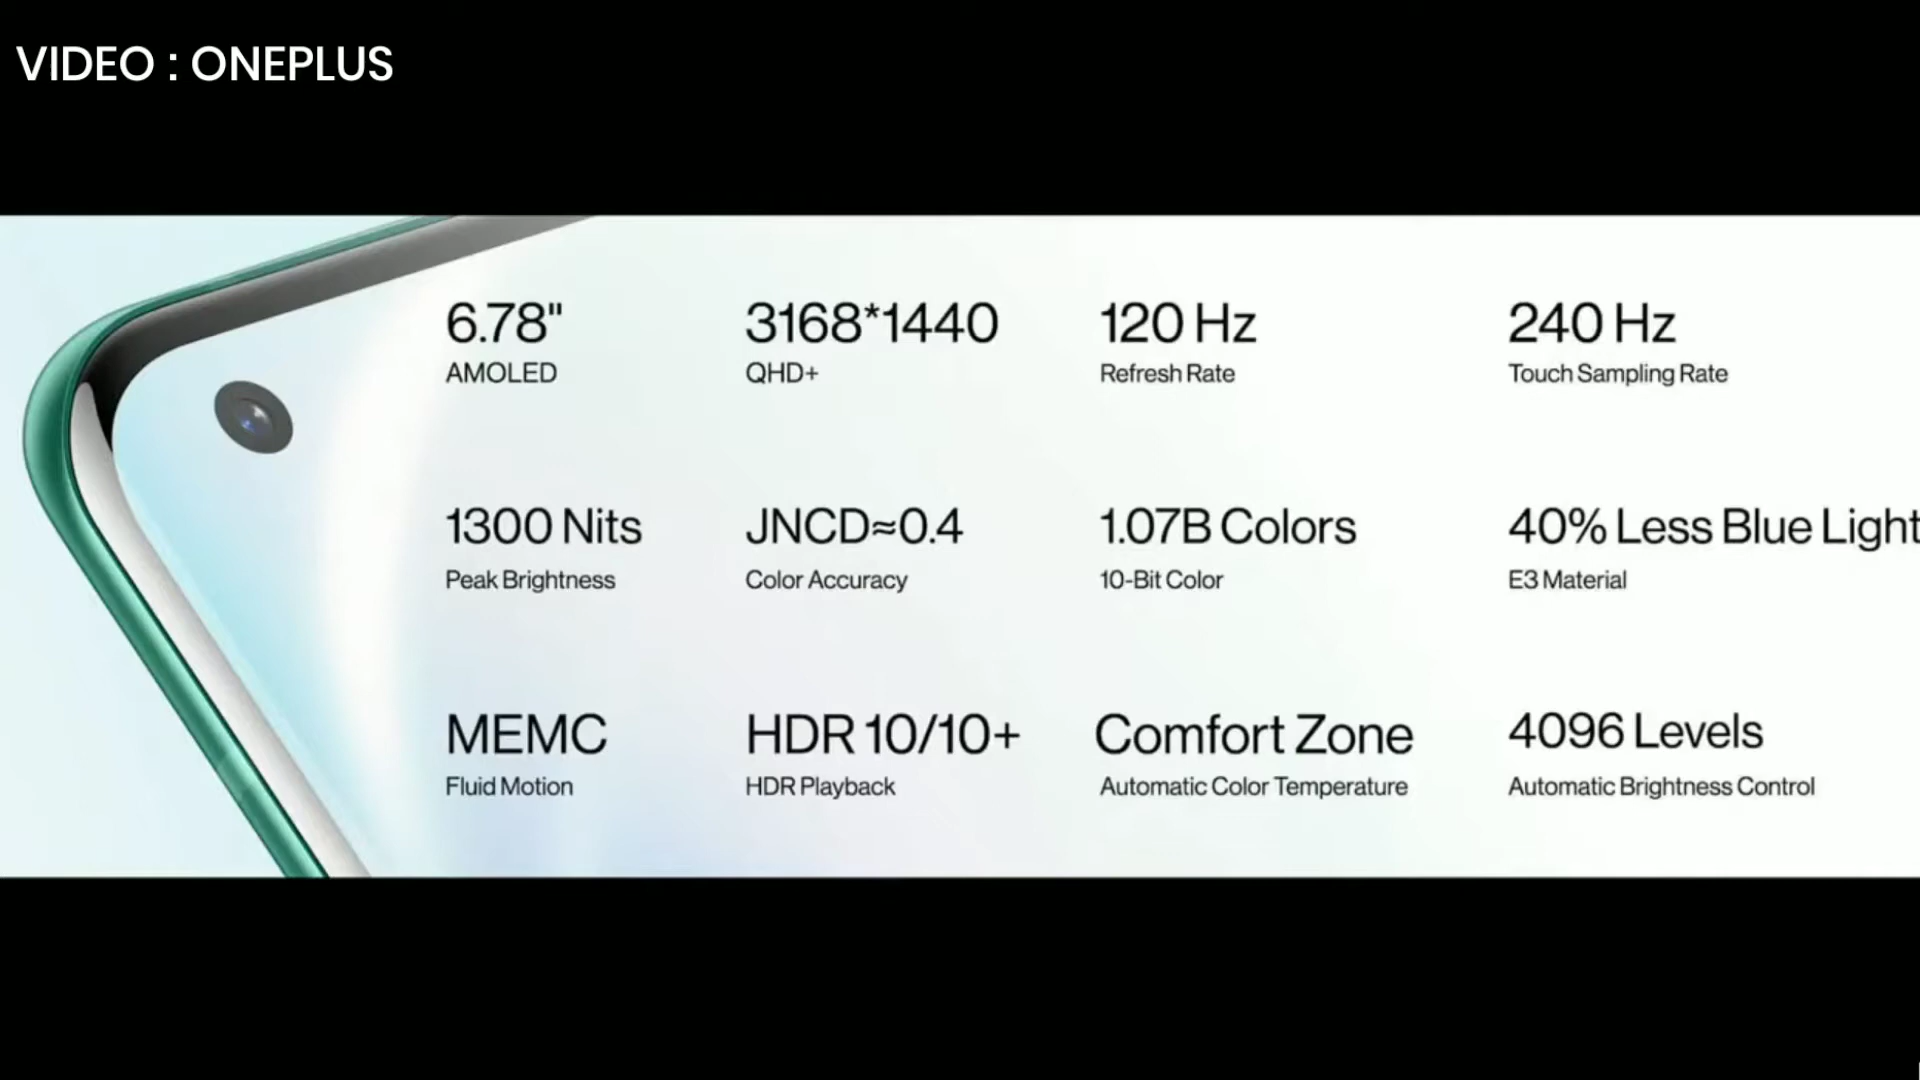 VIDEO : ONEPLUS
6.78"
AMOLED
3168*1440
QHD+
120 Hz
Refresh Rate
240 Hz
Touch Sampling Rate
1300 Nits
Peak Brightness
JNCD≈0.4
Color Accuracy
1.07B Colors
10-Bit Color
40% Less Blue Light
E3 Material
MEMC
Fluid Motion
HDR 10/10+
HDR Playback
Comfort Zone
Automatic Color Temperature
4096 Levels
Automatic Brightness Control